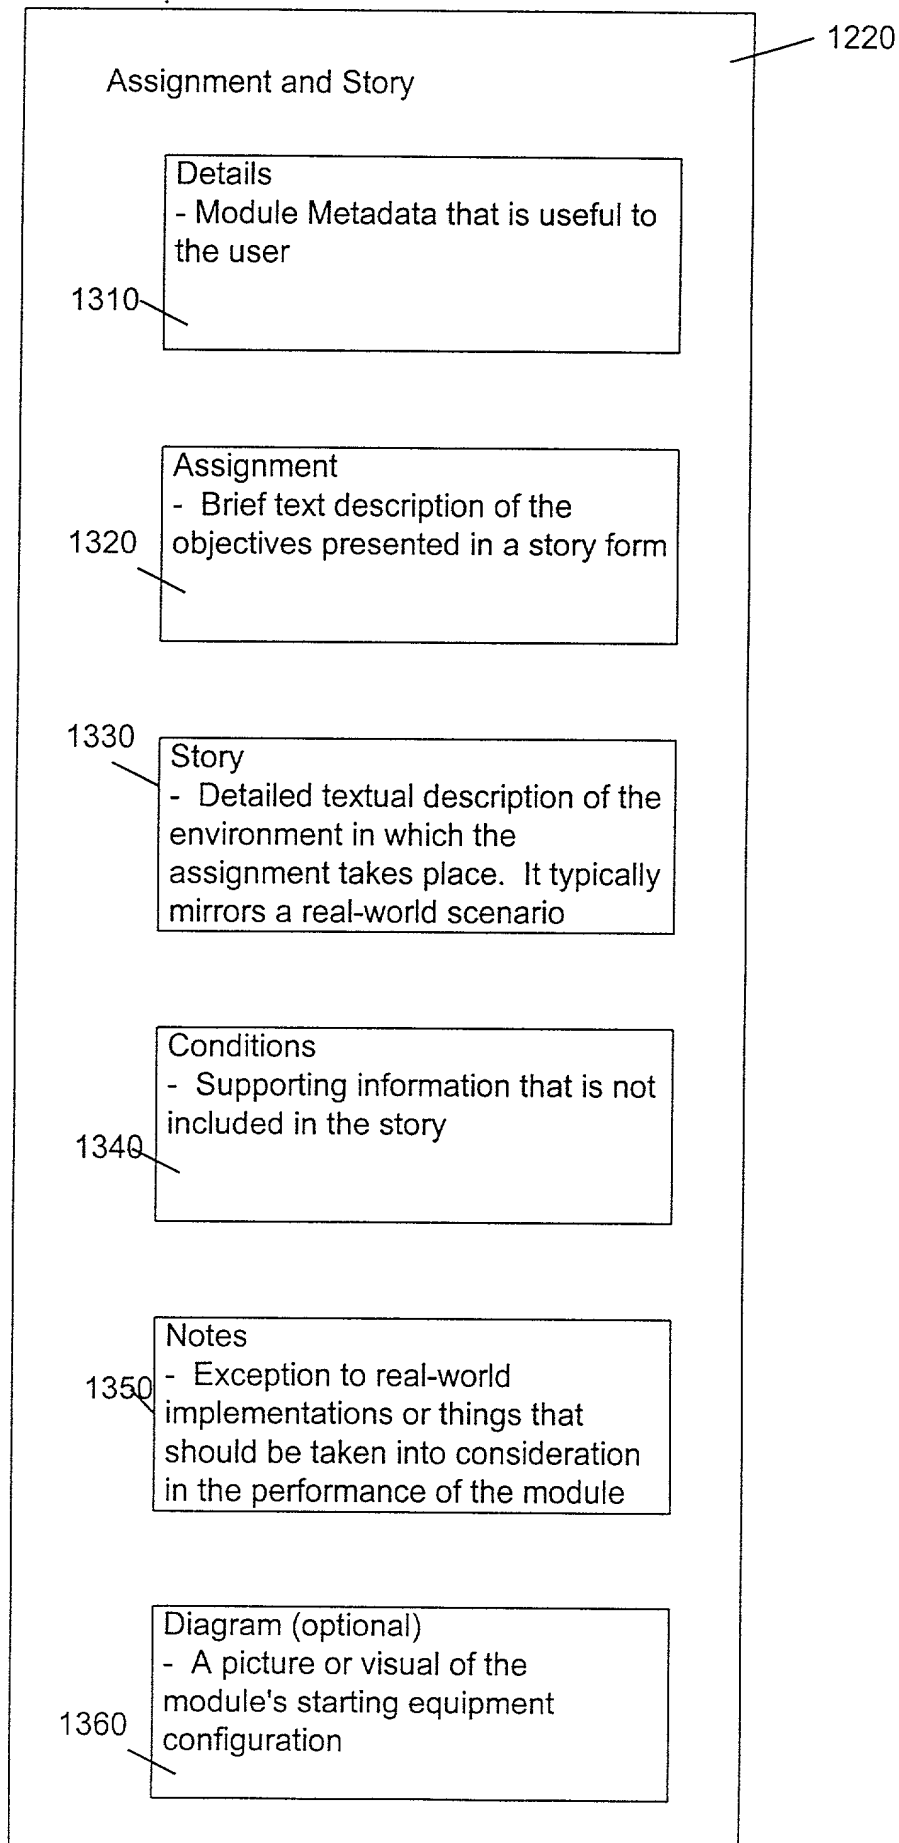 1220
Assignment and Story
Details
- Module Metadata that is useful to
the user
1310
Assignment
- Brief text description of the
objectives presented in a story form
1320
1330
Story
- Detailed textual description of the
environment in which the
assignment takes place. It typically
mirrors a real-world scenario
Conditions
- Supporting information that is not
included in the story
1340
Notes
- Exception to real-world
1350
implementations or things that
should be taken into consideration
in the performance of the module
Diagram (optional)
- A picture or visual of the
module's starting equipment
configuration
1360